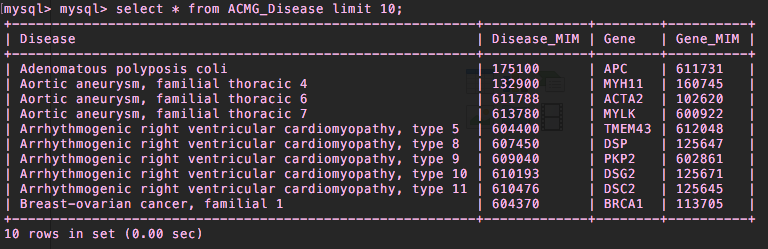 [mysql> mysql> select * from ACMG_Disease limit 10;
+--------------------------------------------------------+-------------+--------+----------+
| Disease                                                | Disease_MIM | Gene   | Gene_MIM |
+--------------------------------------------------------+-------------+--------+----------+
| Adenomatous polyposis coli                             | 175100      | APC    | 611731   |
| Aortic aneurysm, familial thoracic 4                   | 132900      | MYH11  | 160745   |
| Aortic aneurysm, familial thoracic 6                   | 611788      | ACTA2  | 102620   |
| Aortic aneurysm, familial thoracic 7                   | 613780      | MYLK   | 600922   |
| Arrhythmogenic right ventricular cardiomyopathy, type 5 | 604400      | TMEM43 | 612048   |
| Arrhythmogenic right ventricular cardiomyopathy, type 8 | 607450      | DSP    | 125647   |
| Arrhythmogenic right ventricular cardiomyopathy, type 9 | 609040      | PKP2   | 602861   |
| Arrhythmogenic right ventricular cardiomyopathy, type 10 | 610193      | DSG2   | 125671   |
| Arrhythmogenic right ventricular cardiomyopathy, type 11 | 610476      | DSC2   | 125645   |
| Breast-ovarian cancer, familial 1                      | 604370      | BRCA1  | 113705   |
+--------------------------------------------------------+-------------+--------+----------+
10 rows in set (0.00 sec)